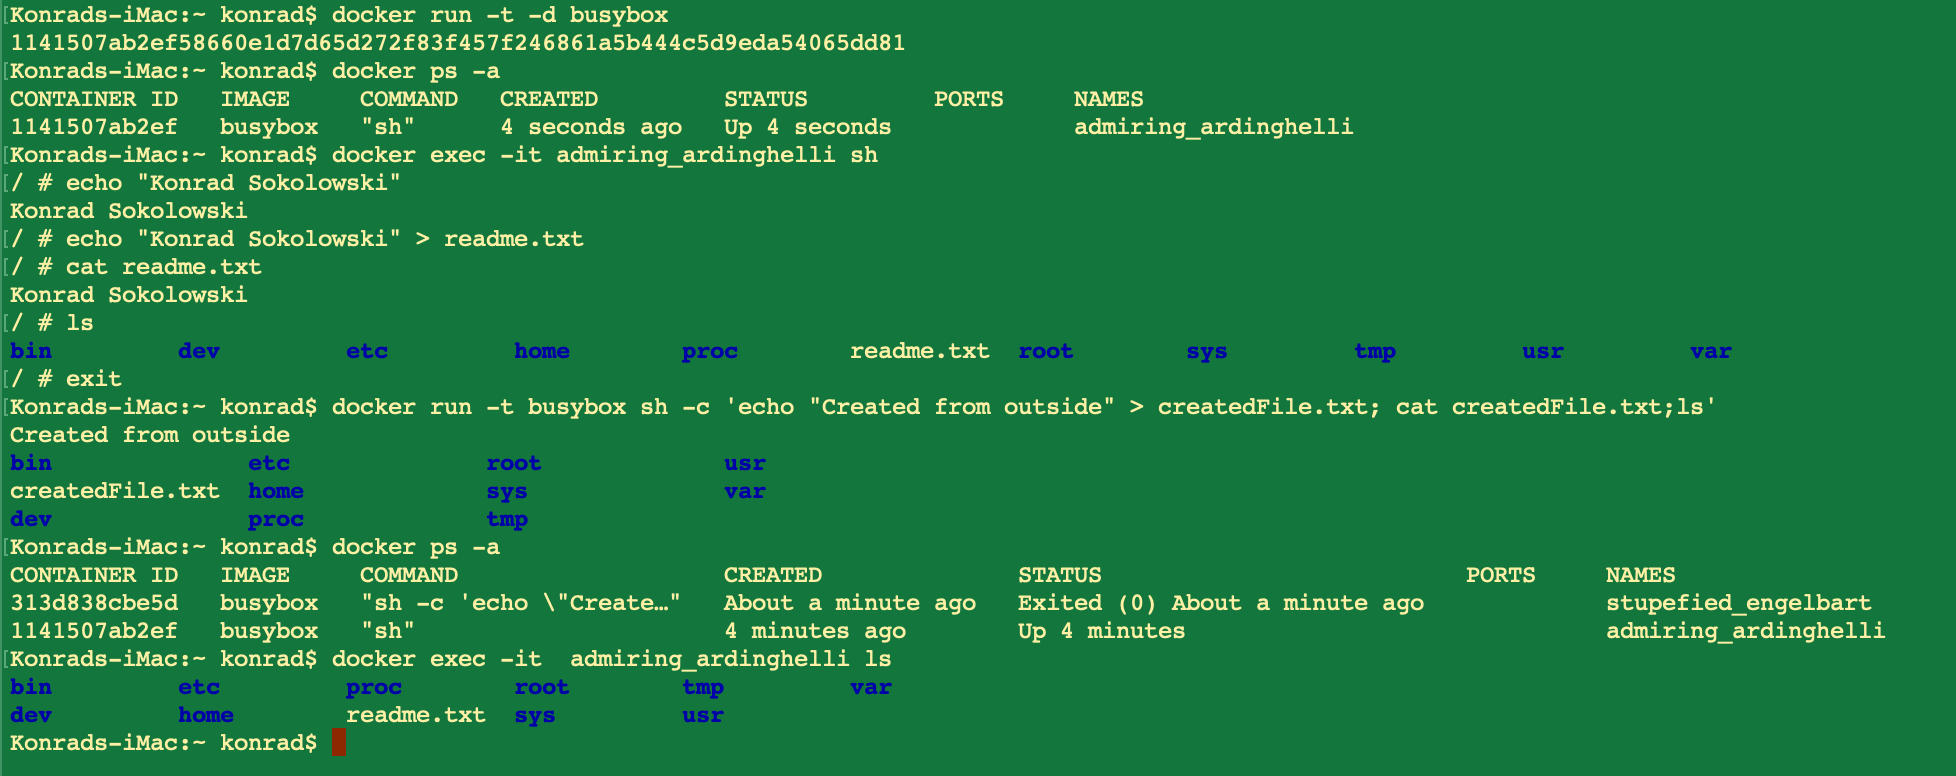 [Konrads-iMac:~ konrad$ docker run -t -d busybox
1141507ab2ef58660e1d7d65d272f83f457f246861a5b444c5d9eda54065dd81
[Konrads-iMac:~ konrad$ docker ps -a
CONTAINER ID   IMAGE     COMMAND   CREATED         STATUS         PORTS     NAMES
1141507ab2ef   busybox   "sh"      4 seconds ago   Up 4 seconds             admiring_ardinghelli
[Konrads-iMac:~ konrad$ docker exec -it admiring_ardinghelli sh
[/ # echo "Konrad Sokolowski"
Konrad Sokolowski
[/ # echo "Konrad Sokolowski" > readme.txt
[/ # cat readme.txt
Konrad Sokolowski
[/ # ls
bin         dev         etc         home        proc        readme.txt  root        sys         tmp         usr         var
[/ # exit
[Konrads-iMac:~ konrad$ docker run -t busybox sh -c 'echo "Created from outside" > createdFile.txt; cat createdFile.txt;ls'
Created from outside
bin              etc              root             usr
createdFile.txt  home             sys              var
dev              proc             tmp
[Konrads-iMac:~ konrad$ docker ps -a
CONTAINER ID   IMAGE     COMMAND                   CREATED              STATUS                          PORTS     NAMES
313d838cbe5d   busybox   "sh -c 'echo \"Create…"   About a minute ago   Exited (0) About a minute ago             stupefied_engelbart
1141507ab2ef   busybox   "sh"                      4 minutes ago        Up 4 minutes                              admiring_ardinghelli
[Konrads-iMac:~ konrad$ docker exec -it  admiring_ardinghelli ls
bin         etc         proc        root        tmp         var
dev         home        readme.txt  sys         usr
Konrads-iMac:~ konrad$